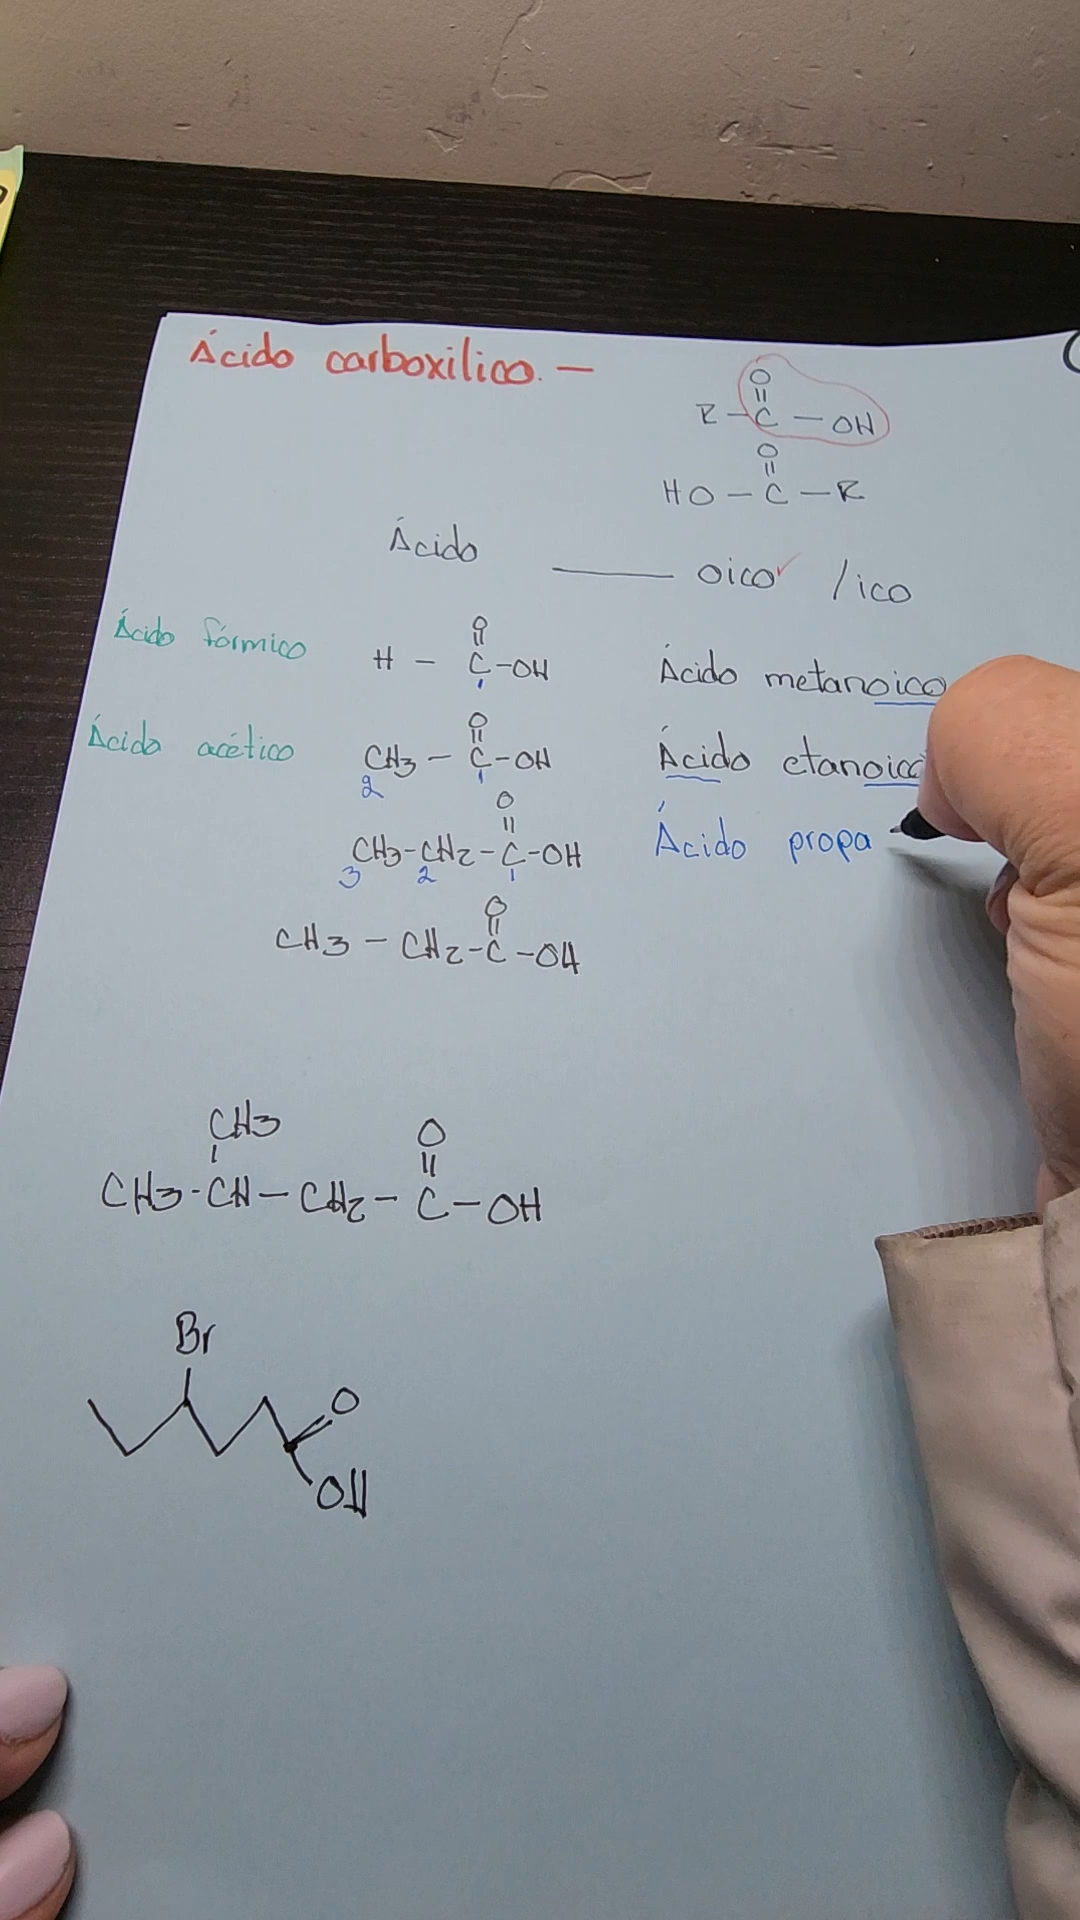 Ácido carboxilico. —
O
R - C - OH
O
HO - C - R
Ácido ______ oico ✓ / ico
Ácido fórmico
O
H - C - OH
Ácido metanoico
Ácido acético
O
CH3 - C - OH
2 1
Ácido etanoico
O
CH3 - CH2 - C - OH
3 2 1
Ácido propa
O
CH3 - CH2 - C - OH
CH3
O
CH3 - CH - CH2 - C - OH
Br
O
OH